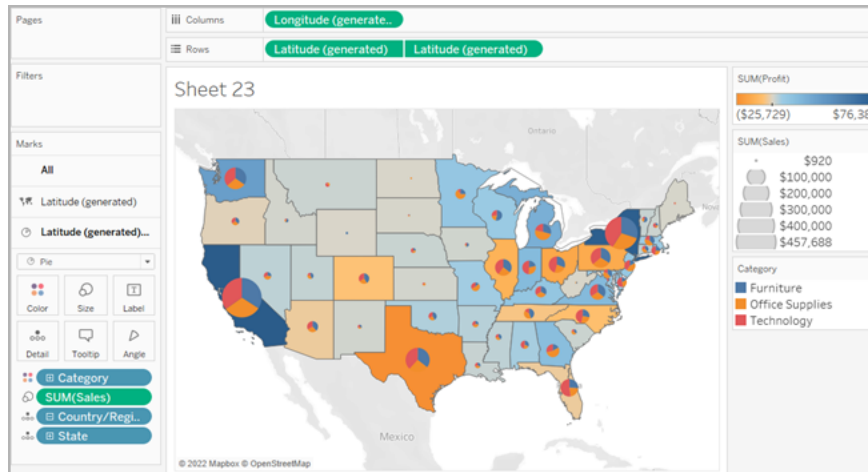 Pages
Columns
Longitude (generate..
Rows
Latitude (generated)
Latitude (generated)
Filters
Sheet 23
Marks
All
Latitude (generated)
Latitude (generated)...
Pie
Color
Size
Label
Detail
Tooltip
Angle
Category
SUM(Sales)
Country/Regi..
State
Ontario
Mexico
© 2022 Mapbox © OpenStreetMap
SUM(Profit)
($25,729)
$76,38
SUM(Sales)
$920
$100,000
$200,000
$300,000
$400,000
$457,688
Category
Furniture
Office Supplies
Technology